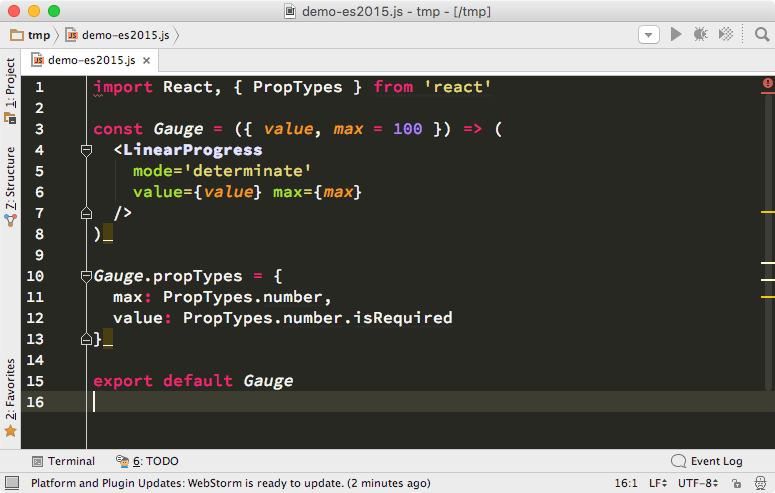 demo-es2015.js - tmp - [/tmp]
tmp demo-es2015.js
demo-es2015.js ×
1: Project
7: Structure
2: Favorites
1 import React, { PropTypes } from 'react'
2
3 const Gauge = ({ value, max = 100 }) => (
4   <LinearProgress
5     mode='determinate'
6     value={value} max={max}
7   />
8 )
9
10 Gauge.propTypes = {
11   max: PropTypes.number,
12   value: PropTypes.number.isRequired
13 }
14
15 export default Gauge
16
Terminal 6: TODO Event Log
Platform and Plugin Updates: WebStorm is ready to update. (2 minutes ago) 16:1 LF UTF-8